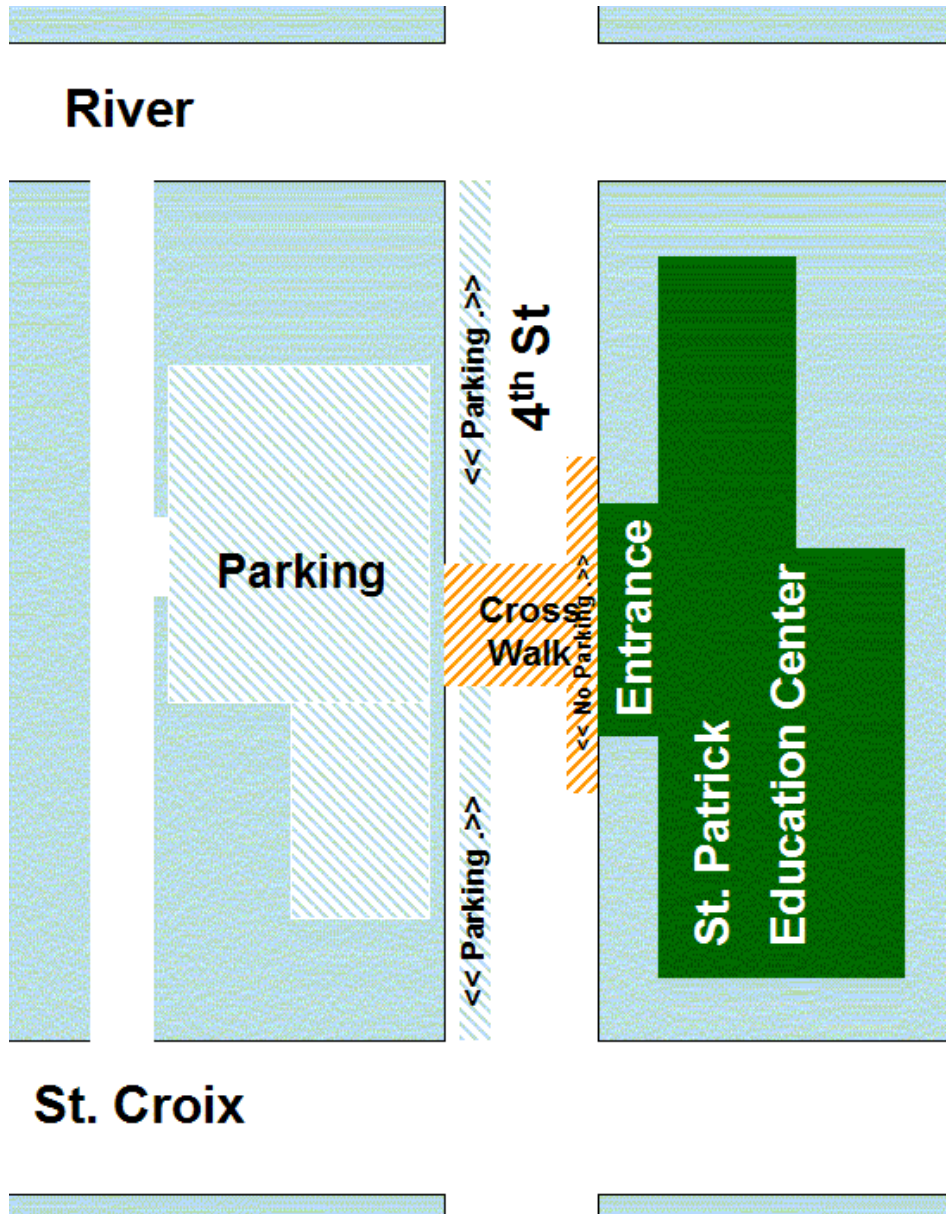 River
<< Parking .>>
4th St
Parking
Cross
Walk
<< No Parking .>>
Entrance
St. Patrick
Education Center
<< Parking .>>
St. Croix